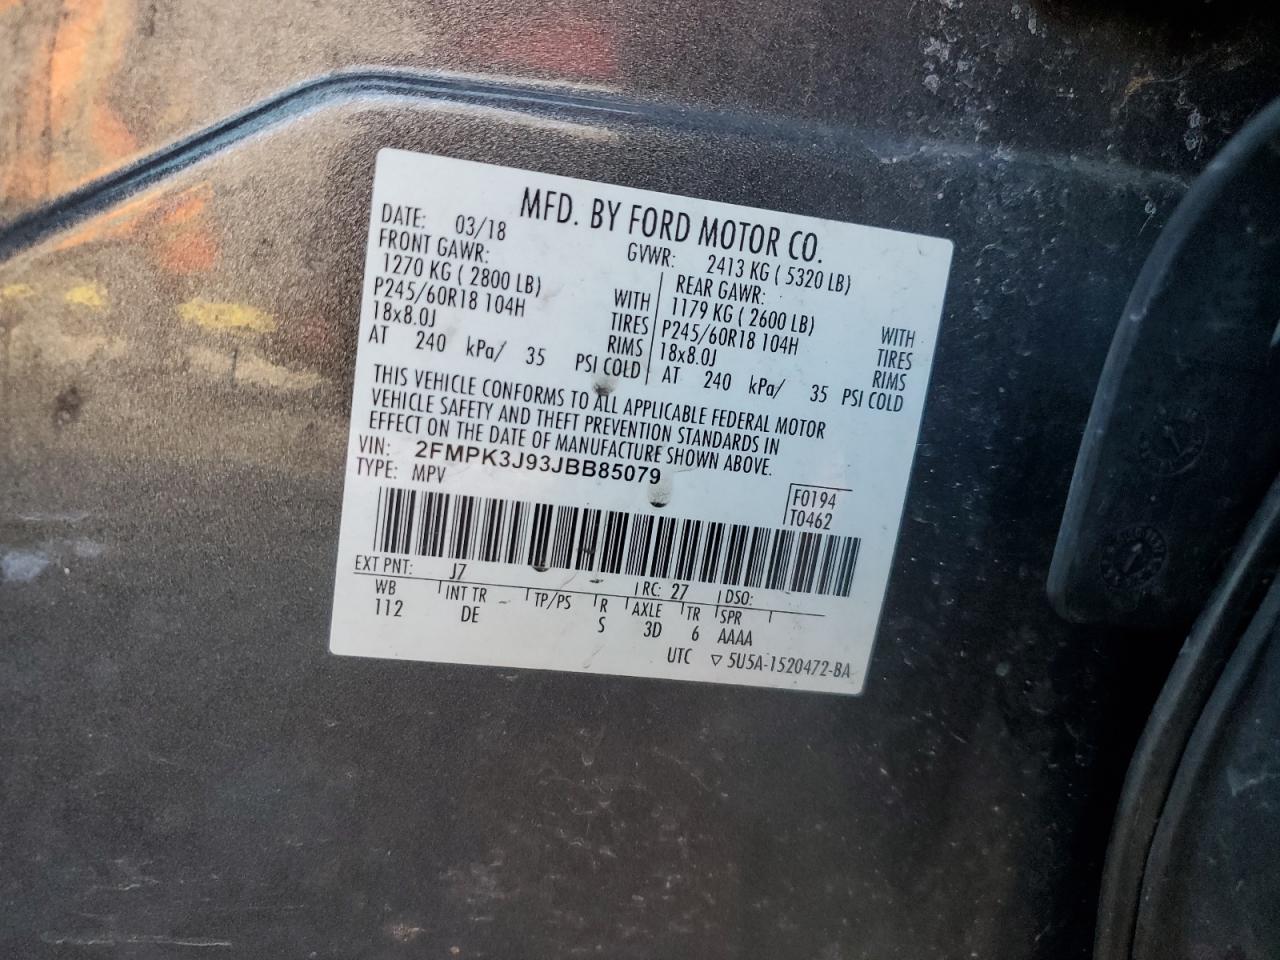 MFD. BY FORD MOTOR CO.
DATE: 03/18 GVWR: 2413 KG ( 5320 LB)
FRONT GAWR: REAR GAWR:
1270 KG ( 2800 LB) WITH 1179 KG ( 2600 LB) WITH
P245/60R18 104H TIRES P245/60R18 104H TIRES
18x8.0J RIMS 18x8.0J RIMS
AT 240 kPa/ 35 PSI COLD AT 240 kPa/ 35 PSI COLD
THIS VEHICLE CONFORMS TO ALL APPLICABLE FEDERAL MOTOR
VEHICLE SAFETY AND THEFT PREVENTION STANDARDS IN
EFFECT ON THE DATE OF MANUFACTURE SHOWN ABOVE.
VIN: 2FMPK3J93JBB85079
TYPE: MPV
F0194
T0462
EXT PNT: J7 RC: 27 DSO:
WB INT TR TP/PS R AXLE TR SPR
112 DE S 3D 6 AAAA
UTC ▽ 5U5A-1520472-BA